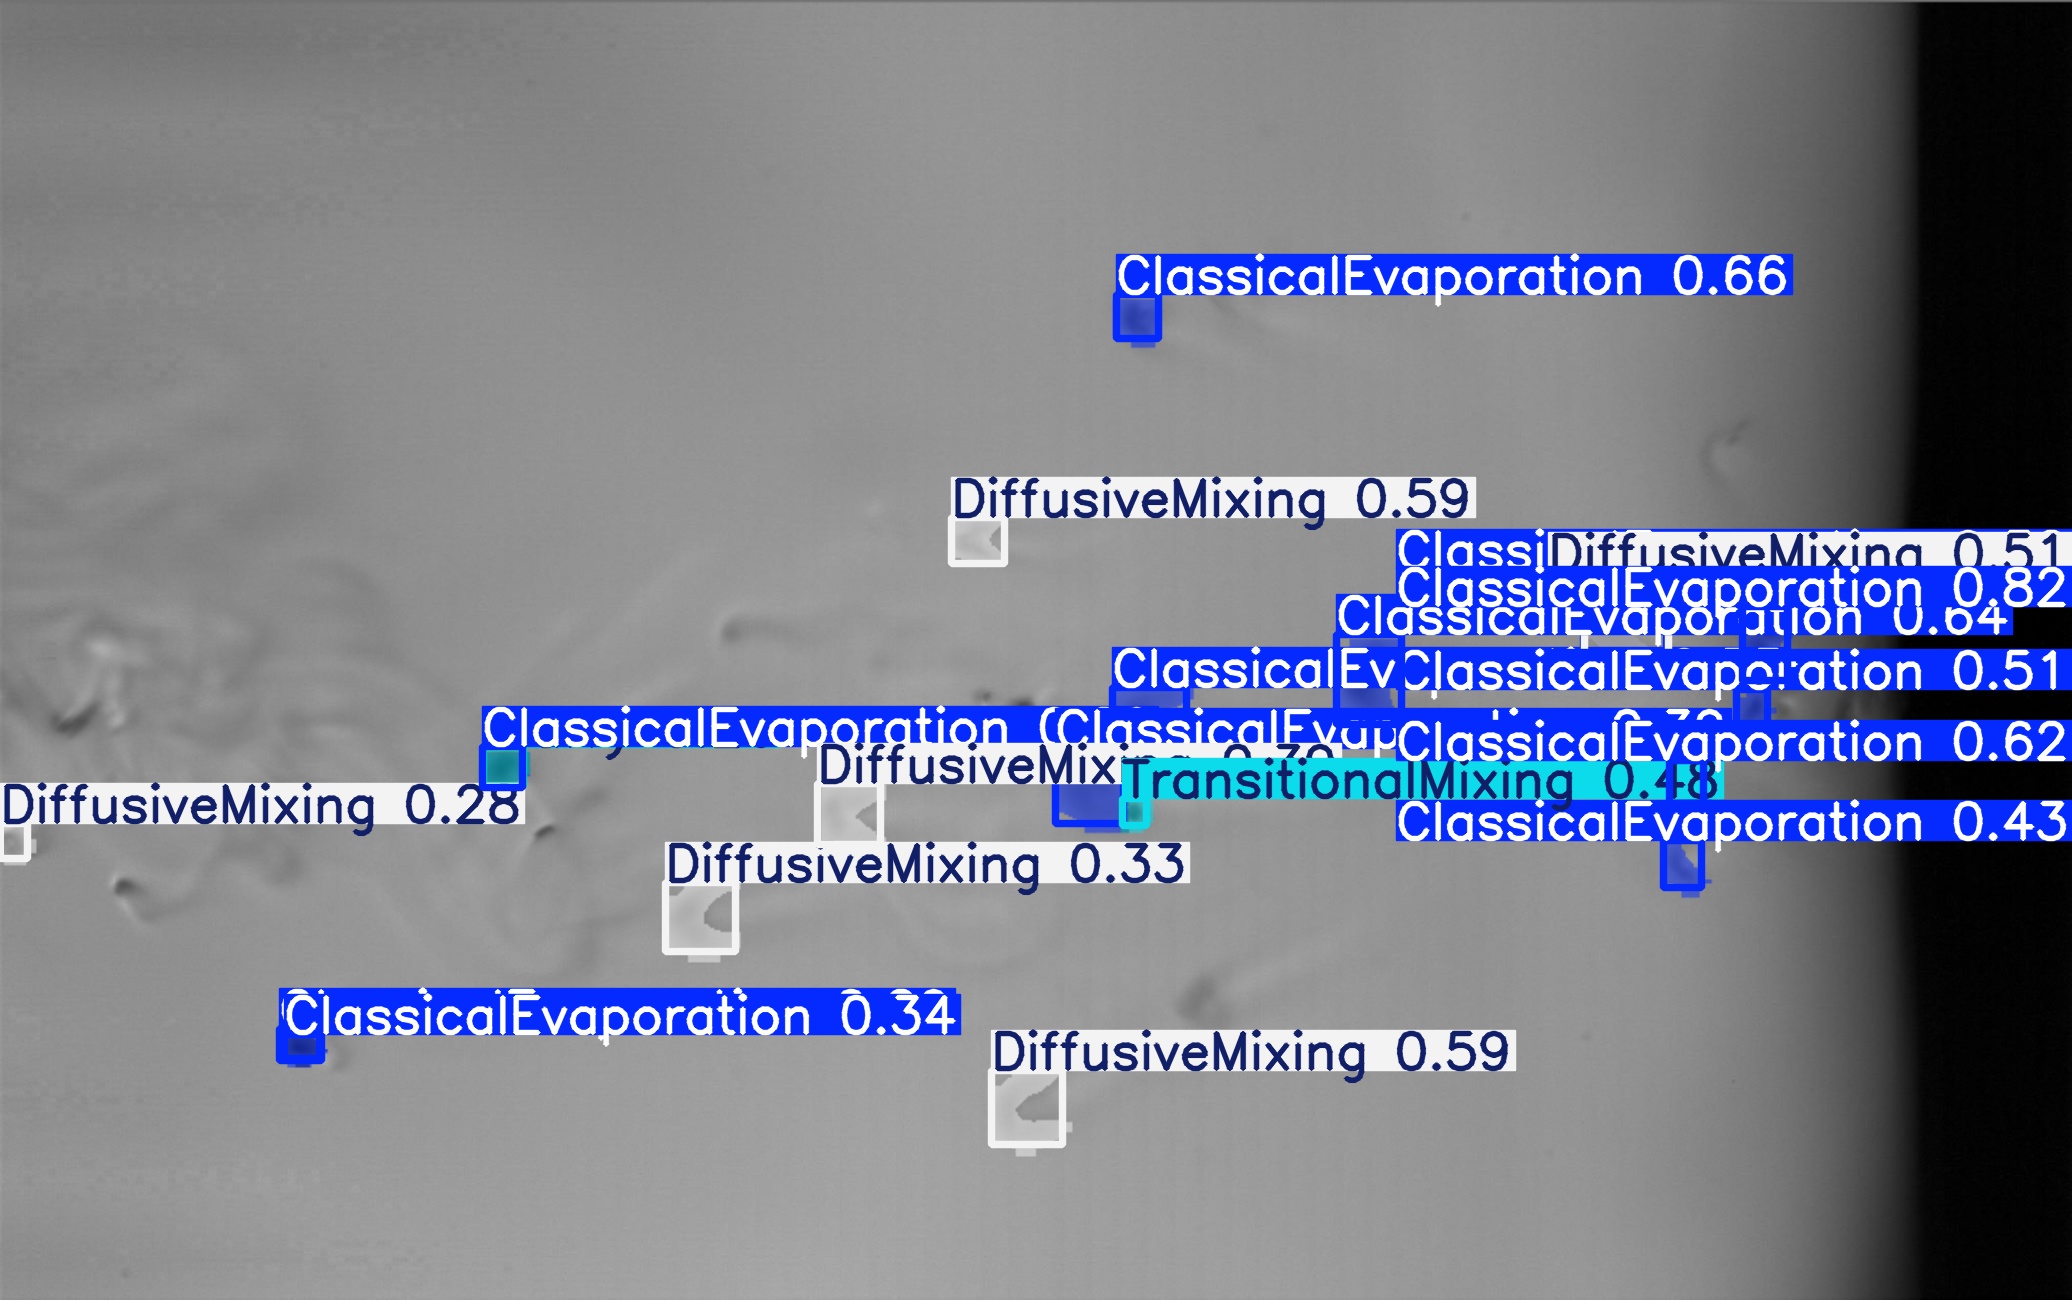 ClassicalEvaporation 0.66
DiffusiveMixing 0.59
DiffusiveMixing 0.51
ClassicalEvaporation 0.82
ClassicalEvaporation 0.64
ClassicalEvaporation 0.51
ClassicalEvaporation
ClassicalEvaporation 0.62
DiffusiveMixing
TransitionalMixing 0.48
DiffusiveMixing 0.28
ClassicalEvaporation 0.43
DiffusiveMixing 0.33
ClassicalEvaporation 0.34
DiffusiveMixing 0.59